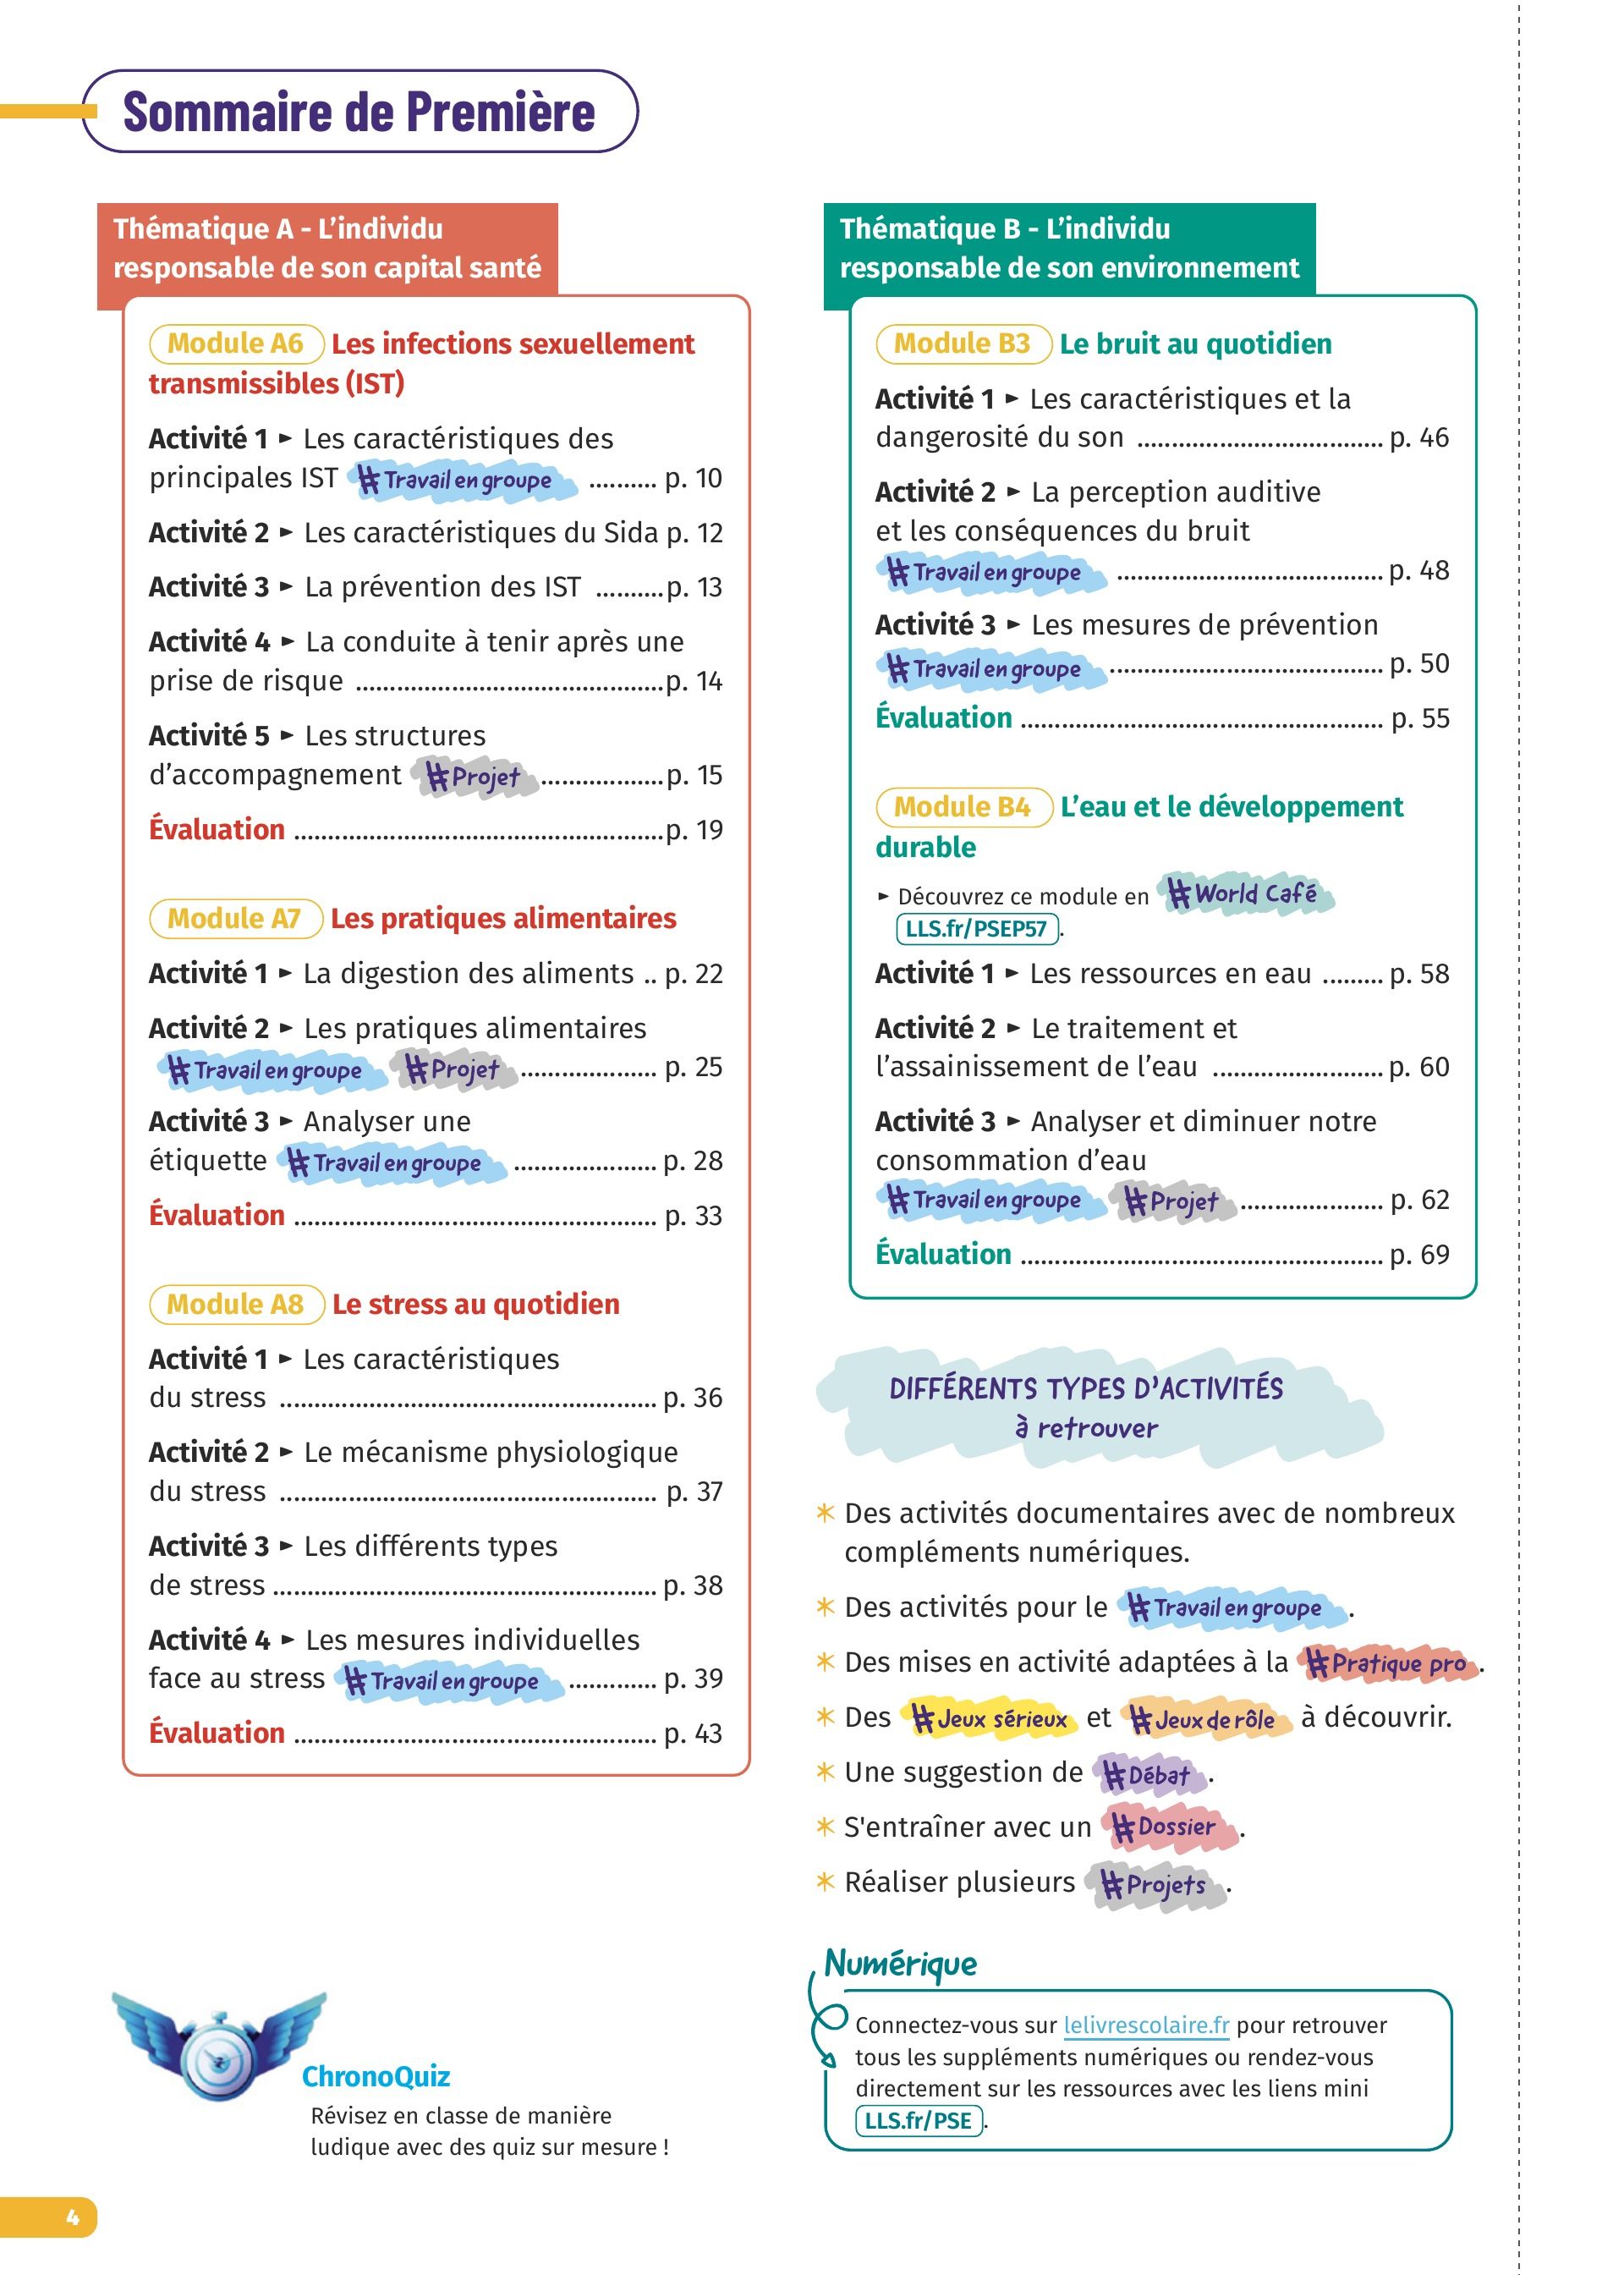 Sommaire de Première
Thématique A - L'individu
responsable de son capital santé
Module A6 Les infections sexuellement
transmissibles (IST)
Activité 1 ► Les caractéristiques des
principales IST #Travail en groupe .......... p. 10
Activité 2 ► Les caractéristiques du Sida p. 12
Activité 3 ► La prévention des IST ..........p. 13
Activité 4 ► La conduite à tenir après une
prise de risque .............................................p. 14
Activité 5 ► Les structures
d'accompagnement #Projet ..................p. 15
Évaluation ......................................................p. 19
Module A7 Les pratiques alimentaires
Activité 1 ► La digestion des aliments .. p. 22
Activité 2 ► Les pratiques alimentaires
#Travail en groupe #Projet .................... p. 25
Activité 3 ► Analyser une
étiquette #Travail en groupe ..................... p. 28
Évaluation ..................................................... p. 33
Module A8 Le stress au quotidien
Activité 1 ► Les caractéristiques
du stress ....................................................... p. 36
Activité 2 ► Le mécanisme physiologique
du stress ....................................................... p. 37
Activité 3 ► Les différents types
de stress ........................................................ p. 38
Activité 4 ► Les mesures individuelles
face au stress #Travail en groupe ............. p. 39
Évaluation ..................................................... p. 43
Thématique B - L'individu
responsable de son environnement
Module B3 Le bruit au quotidien
Activité 1 ► Les caractéristiques et la
dangerosité du son .................................... p. 46
Activité 2 ► La perception auditive
et les conséquences du bruit
#Travail en groupe ....................................... p. 48
Activité 3 ► Les mesures de prévention
#Travail en groupe ........................................ p. 50
Évaluation ..................................................... p. 55
Module B4 L'eau et le développement
durable
► Découvrez ce module en #World Café
LLS.fr/PSEP57.
Activité 1 ► Les ressources en eau ......... p. 58
Activité 2 ► Le traitement et
l'assainissement de l'eau ......................... p. 60
Activité 3 ► Analyser et diminuer notre
consommation d'eau
#Travail en groupe #Projet ..................... p. 62
Évaluation ..................................................... p. 69
DIFFÉRENTS TYPES D'ACTIVITÉS
à retrouver
* Des activités documentaires avec de nombreux
compléments numériques.
* Des activités pour le #Travail en groupe.
* Des mises en activité adaptées à la #Pratique pro.
* Des #Jeux sérieux et #Jeux de rôle à découvrir.
* Une suggestion de #Débat.
* S'entraîner avec un #Dossier.
* Réaliser plusieurs #Projets.
Numérique
Connectez-vous sur lelivrescolaire.fr pour retrouver
tous les suppléments numériques ou rendez-vous
directement sur les ressources avec les liens mini
LLS.fr/PSE.
ChronoQuiz
Révisez en classe de manière
ludique avec des quiz sur mesure !
4